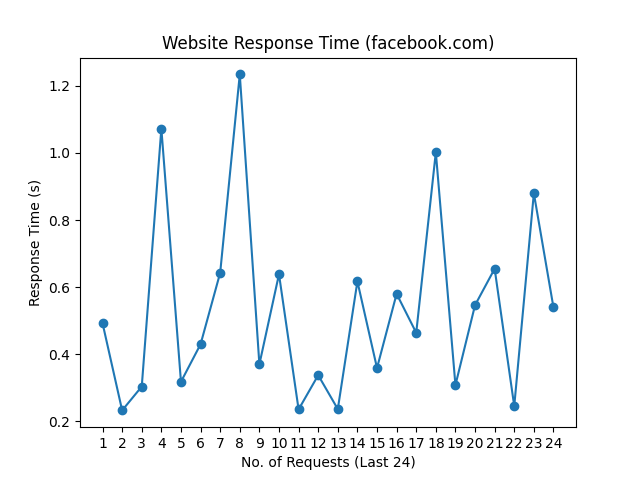 Website Response Time (facebook.com)
Response Time (s)
1.2
1.0
0.8
0.6
0.4
0.2
1 2 3 4 5 6 7 8 9 10 11 12 13 14 15 16 17 18 19 20 21 22 23 24
No. of Requests (Last 24)